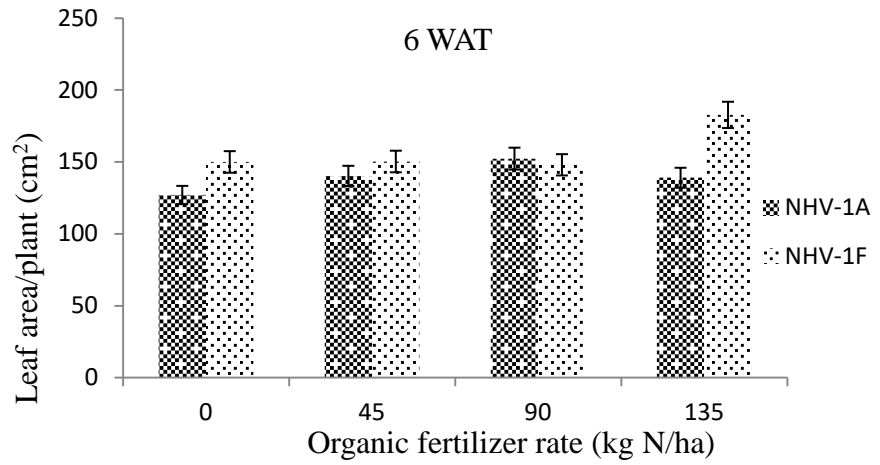 6 WAT
Leaf area/plant (cm²)
250
200
150
100
50
0
0 45 90 135
Organic fertilizer rate (kg N/ha)
NHV-1A
NHV-1F